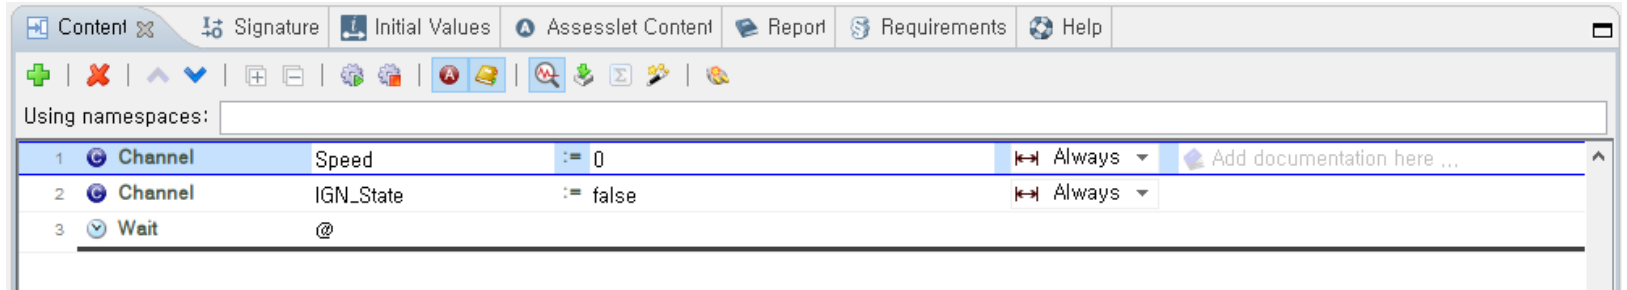 Content Signature Initial Values Assesslet Content Report Requirements Help
Using namespaces:
1 Channel Speed := 0 Always Add documentation here ...
2 Channel IGN_State := false Always
3 Wait @